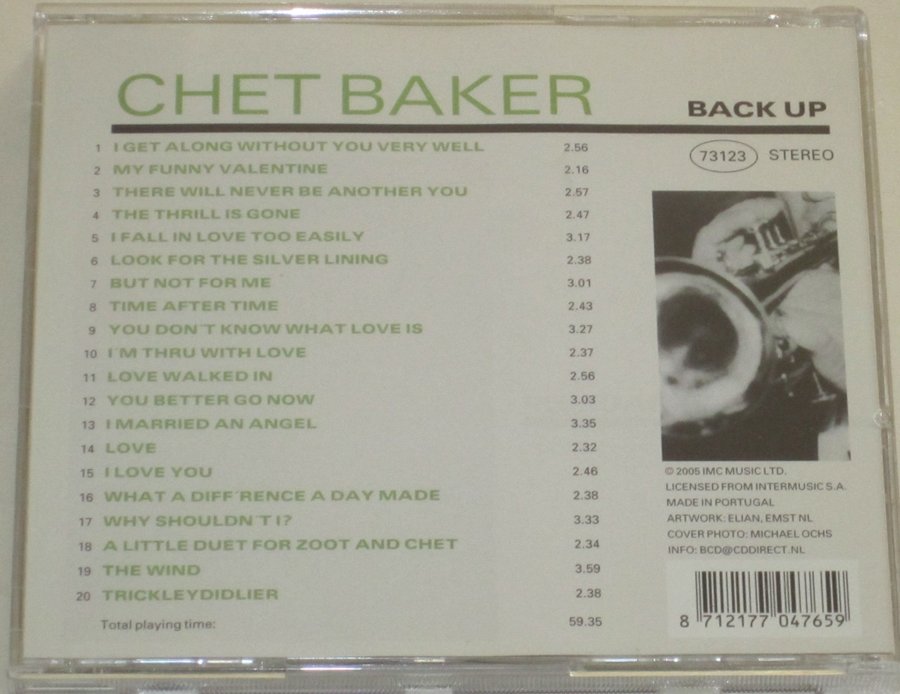 CHET BAKER
BACK UP
73123 STEREO
1 I GET ALONG WITHOUT YOU VERY WELL 2.56
2 MY FUNNY VALENTINE 2.16
3 THERE WILL NEVER BE ANOTHER YOU 2.57
4 THE THRILL IS GONE 2.47
5 I FALL IN LOVE TOO EASILY 3.17
6 LOOK FOR THE SILVER LINING 2.38
7 BUT NOT FOR ME 3.01
8 TIME AFTER TIME 2.43
9 YOU DON´T KNOW WHAT LOVE IS 3.27
10 I´M THRU WITH LOVE 2.37
11 LOVE WALKED IN 2.56
12 YOU BETTER GO NOW 3.03
13 I MARRIED AN ANGEL 3.35
14 LOVE 2.32
15 I LOVE YOU 2.46
16 WHAT A DIFF´RENCE A DAY MADE 2.38
17 WHY SHOULDN´T I? 3.33
18 A LITTLE DUET FOR ZOOT AND CHET 2.34
19 THE WIND 3.59
20 TRICKLEYDIDLIER 2.38
Total playing time: 59.35
© 2005 IMC MUSIC LTD.
LICENSED FROM INTERMUSIC S.A.
MADE IN PORTUGAL
ARTWORK: ELIAN, EMST NL
COVER PHOTO: MICHAEL OCHS
INFO: BCD@CDDIRECT.NL
8 712177 047659